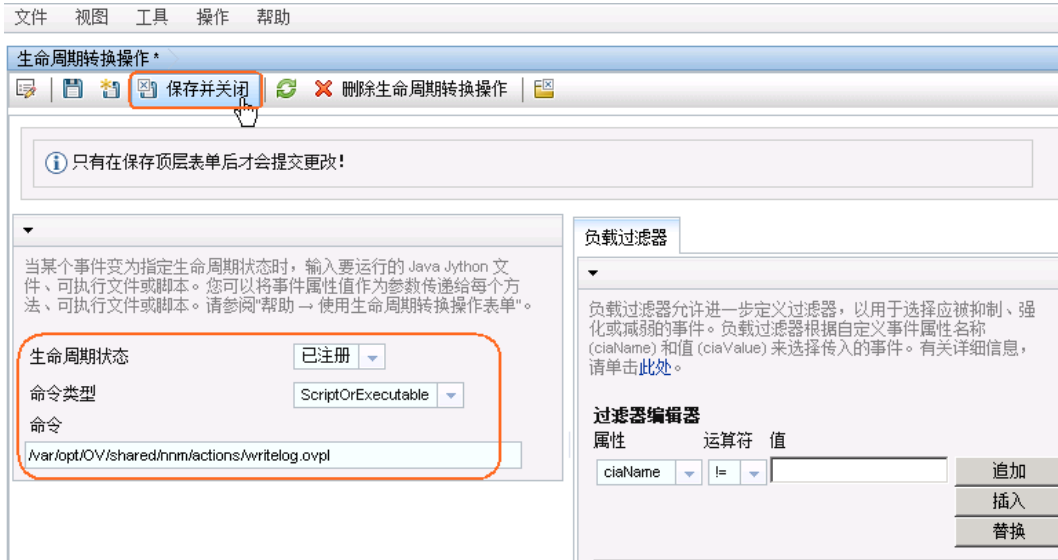 文件 视图 工具 操作 帮助
生命周期转换操作 *
保存并关闭 删除生命周期转换操作
只有在保存顶层表单后才会提交更改!
当某个事件变为指定生命周期状态时，输入要运行的 Java Jython 文
件、可执行文件或脚本。您可以将事件属性值作为参数传递给每个方
法、可执行文件或脚本。请参阅"帮助 → 使用生命周期转换操作表单"。
生命周期状态 已注册
命令类型 ScriptOrExecutable
命令
/var/opt/OV/shared/nnm/actions/writelog.ovpl
负载过滤器
负载过滤器允许进一步定义过滤器，以用于选择应被抑制、强
化或减弱的事件。负载过滤器根据自定义事件属性名称
(ciaName) 和值 (ciaValue) 来选择传入的事件。有关详细信息，
请单击此处。
过滤器编辑器
属性 运算符 值
ciaName !=
追加
插入
替换